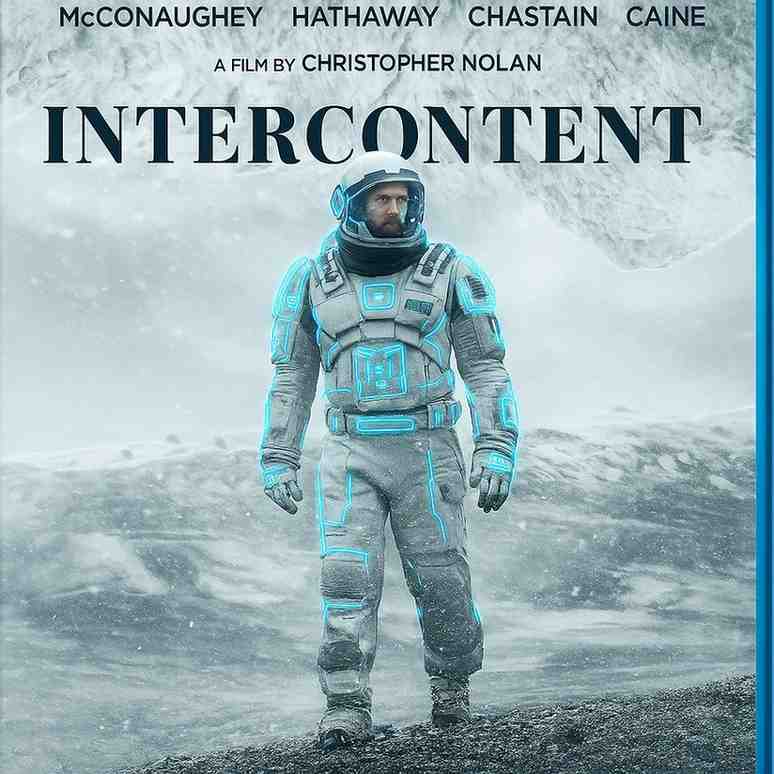 McCONAUGHEY HATHAWAY CHASTAIN CAINE
A FILM BY CHRISTOPHER NOLAN
INTERCONTENT